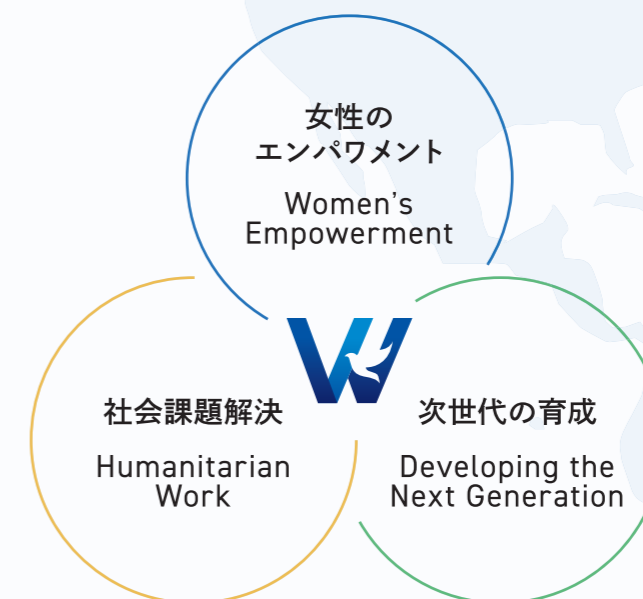 女性の
エンパワメント
Women's
Empowerment
W
社会課題解決
Humanitarian
Work
次世代の育成
Developing the
Next Generation